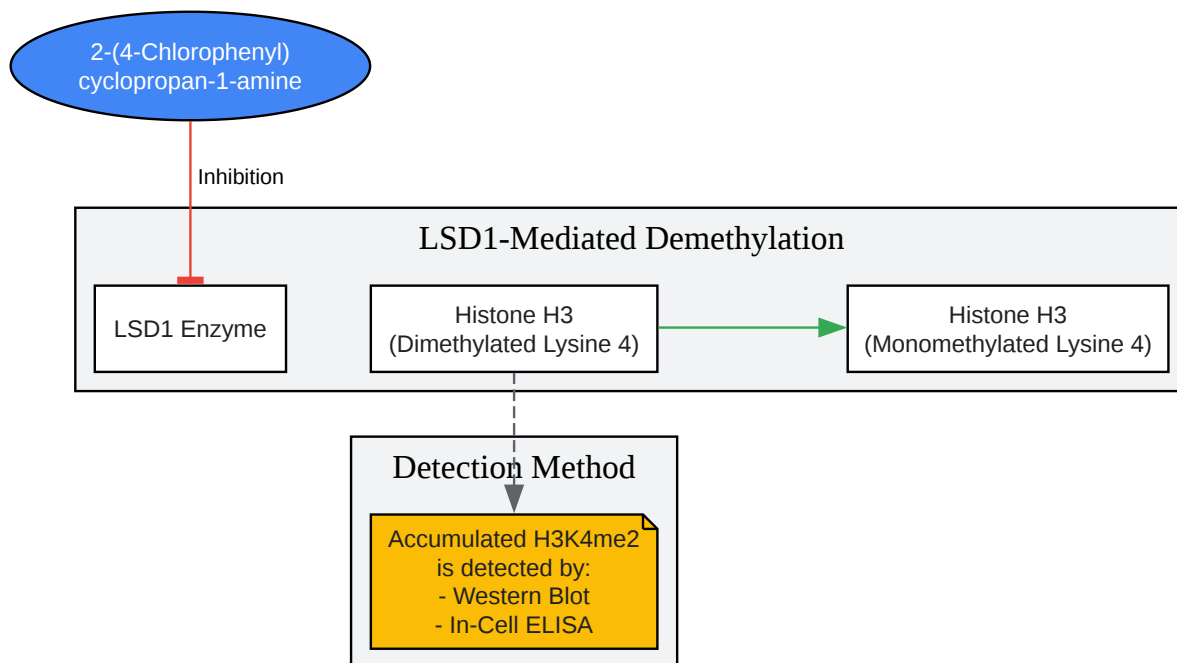 2-(4-Chlorophenyl)
cyclopropan-1-amine
Inhibition
LSD1-Mediated Demethylation
LSD1 Enzyme
Histone H3
(Dimethylated Lysine 4)
Histone H3
(Monomethylated Lysine 4)
Detection Method
Accumulated H3K4me2
is detected by:
- Western Blot
- In-Cell ELISA